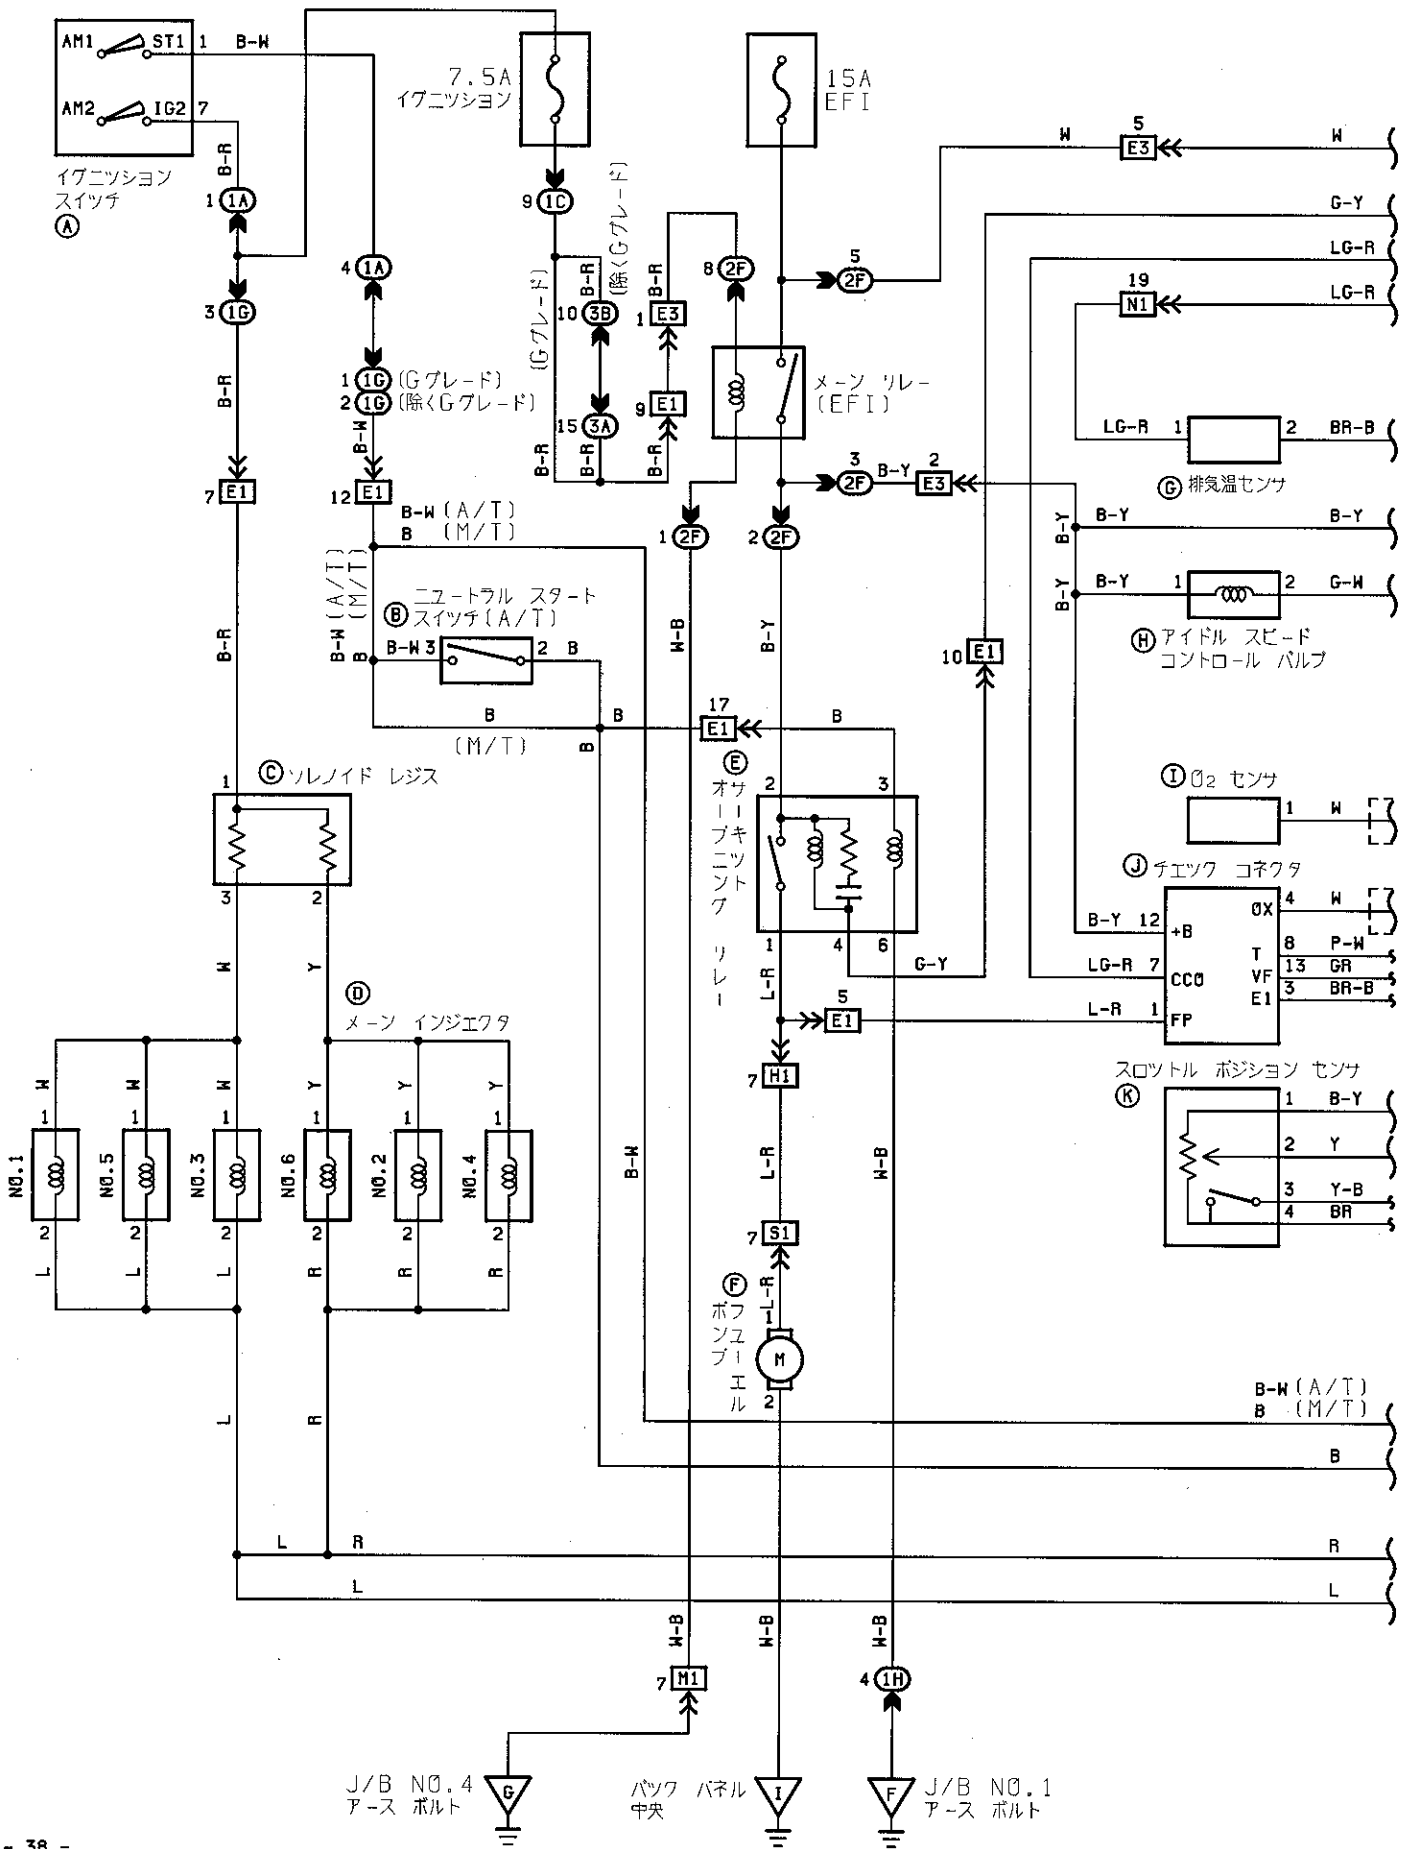 AM1 ST1 1 B-W
AM2 IG2 7
イグニッション
スイッチ
A
B-R
1 1A
3 1G
B-R
7 E1
B-R
4 1A
1 1G (Gグレード)
2 1G (除くGグレード)
B-W
12 E1
B-W (A/T)
B (M/T)
B-W (A/T)
B (M/T)
7.5A
イグニッション
9 1C
(Gグレード)
B-R
B-R
(除くGグレード)
10 3B
15 3A
B-R
B-R
1 E3
9 E1
B-R
15A
EFI
8 2F
5
2F
メーン リレー
(EFI)
3
2F B-Y
2
E3
1 2F
2 2F
W-B
B-Y
W
5
E3
W
G-Y
LG-R
19
N1
LG-R
LG-R 1
2 BR-B
G 排気温センサ
B-Y
B-Y B-Y
B-Y
B-Y 1
2 G-W
H アイドル スピード
コントロール バルブ
B ニュートラル スタート
スイッチ(A/T)
B-W 3
2 B
B
(M/T)
B
B
17
E1
B
10 E1
E サーキット
オープニング リレー
2
3
1
4
6
G-Y
L-R
5
E1
7 H1
L-R
7 S1
L-R
F フューエル
ポンプ
1
M
2
W-B
C ソレノイド レジスタ
1
3
2
W
Y
D
メーン インジェクタ
W W W Y Y Y
1 1 1 1 1 1
NO.1 NO.5 NO.3 NO.6 NO.2 NO.4
2 2 2 2 2 2
L L L R R R
L
R
B-W
I O2 センサ
1 W
J チェック コネクタ
B-Y 12 +B
LG-R 7 CCO
L-R 1 FP
OX 4 W
T 8 P-W
VF 13 GR
E1 3 BR-B
スロットル ポジション センサ
K
1 B-Y
2 Y
3 Y-B
4 BR
B-W (A/T)
B (M/T)
B
L R
R
L
L
W-B
W-B
W-B
7 M1
4 1H
J/B NO.4
アース ボルト
G
バック パネル
中央
I
F
J/B NO.1
アース ボルト
- 38 -